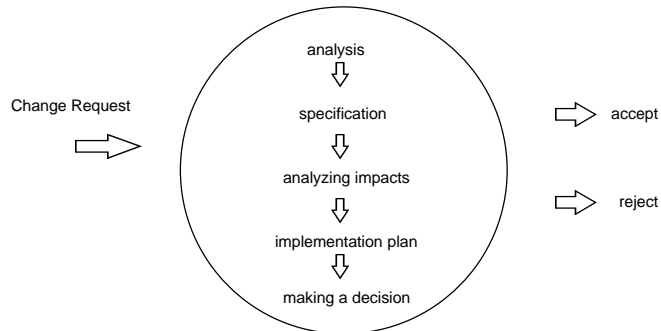 Change Request
analysis
specification
analyzing impacts
implementation plan
making a decision
accept
reject